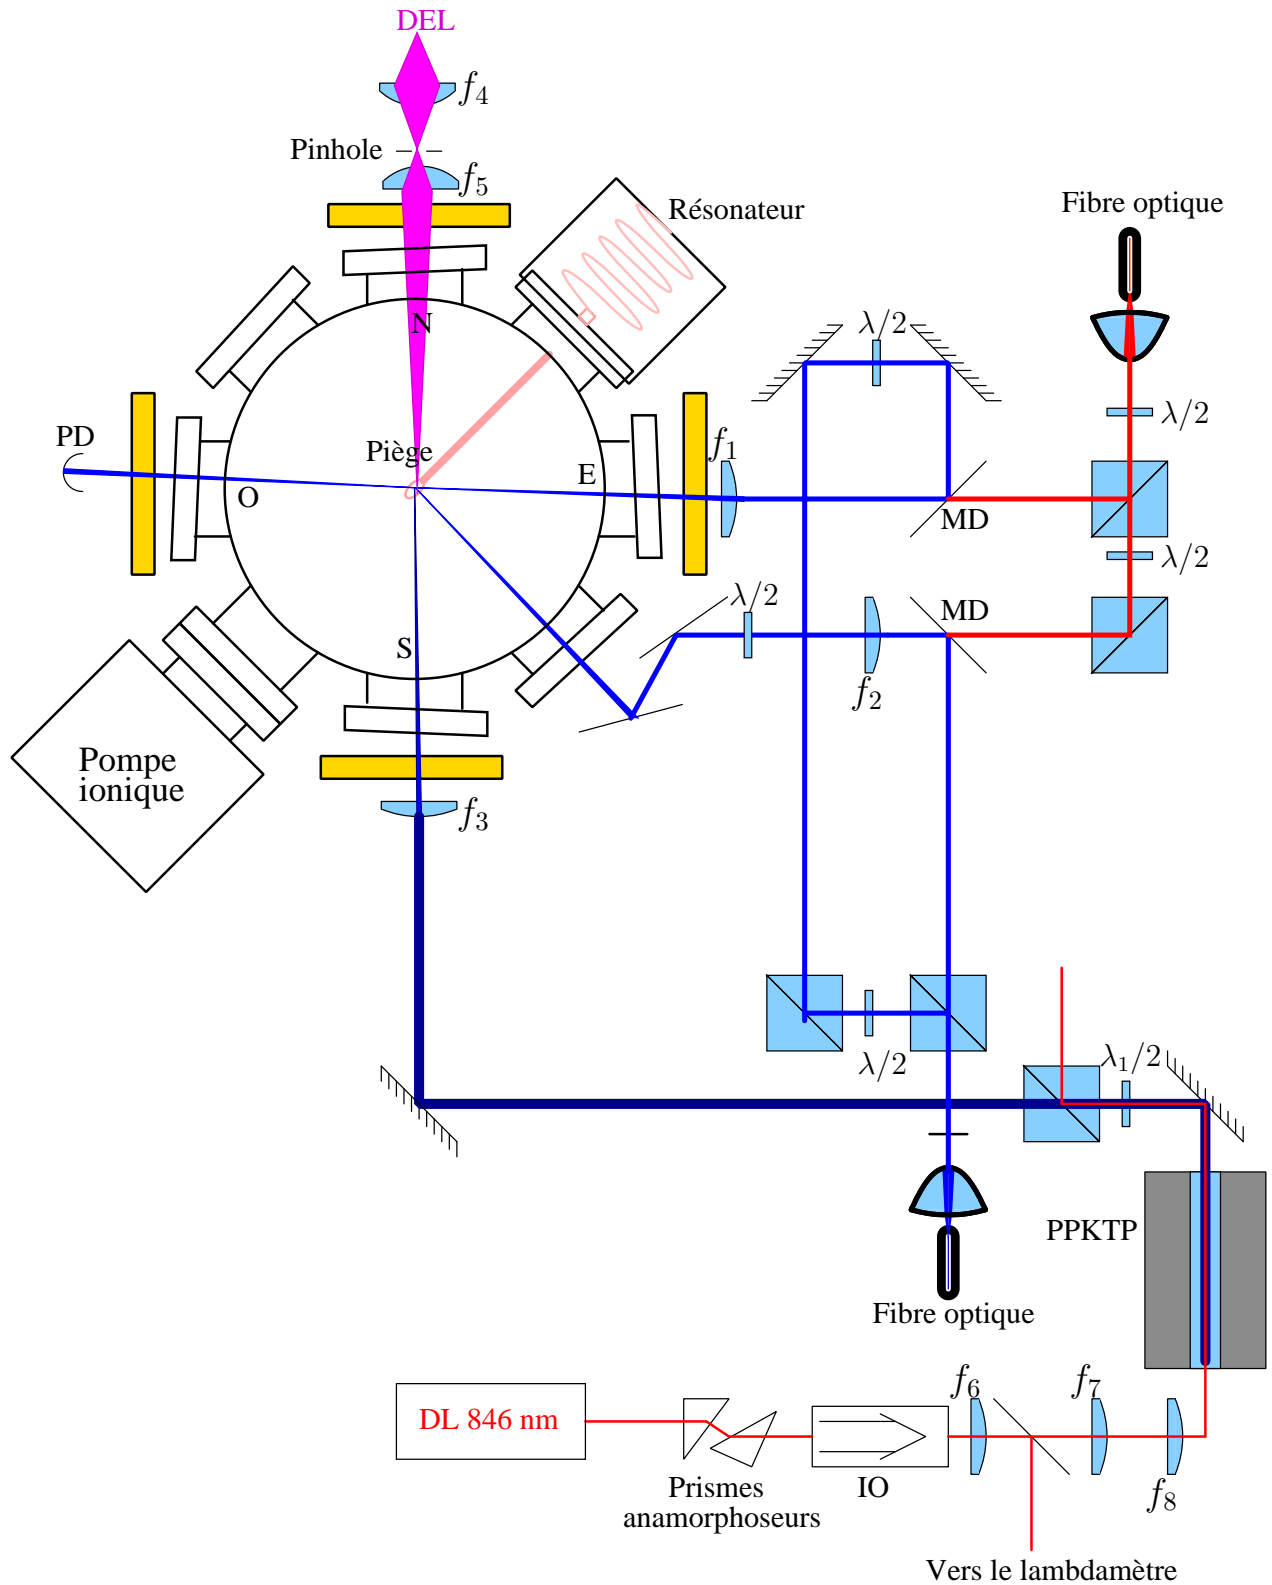 DEL
f4
Pinhole
f5
Résonateur
Fibre optique
N
λ/2
λ/2
PD
Piège
f1
E
O
MD
λ/2
λ/2
MD
S
f2
Pompe
ionique
f3
λ/2
λ1/2
PPKTP
Fibre optique
f6
f7
DL 846 nm
Prismes
anamorphoseurs
IO
f8
Vers le lambdamètre